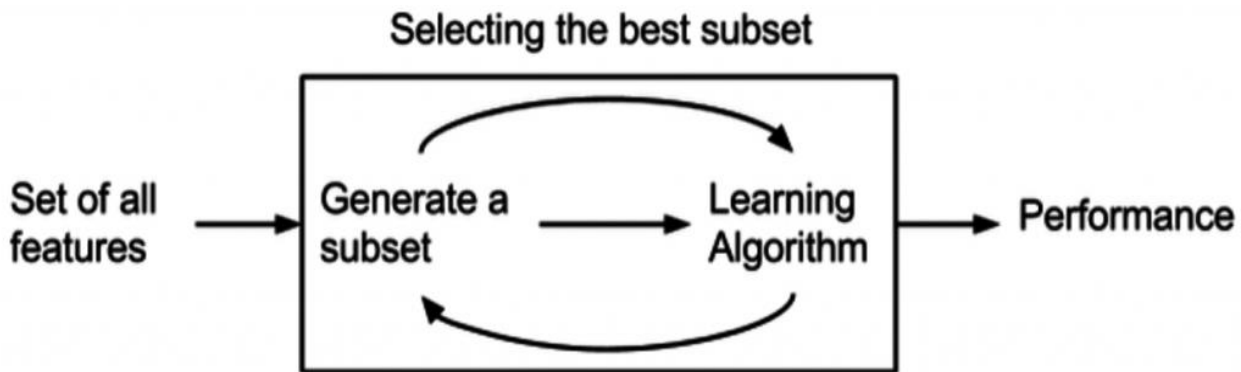 Selecting the best subset
Set of all
features
Generate a
subset
Learning
Algorithm
Performance